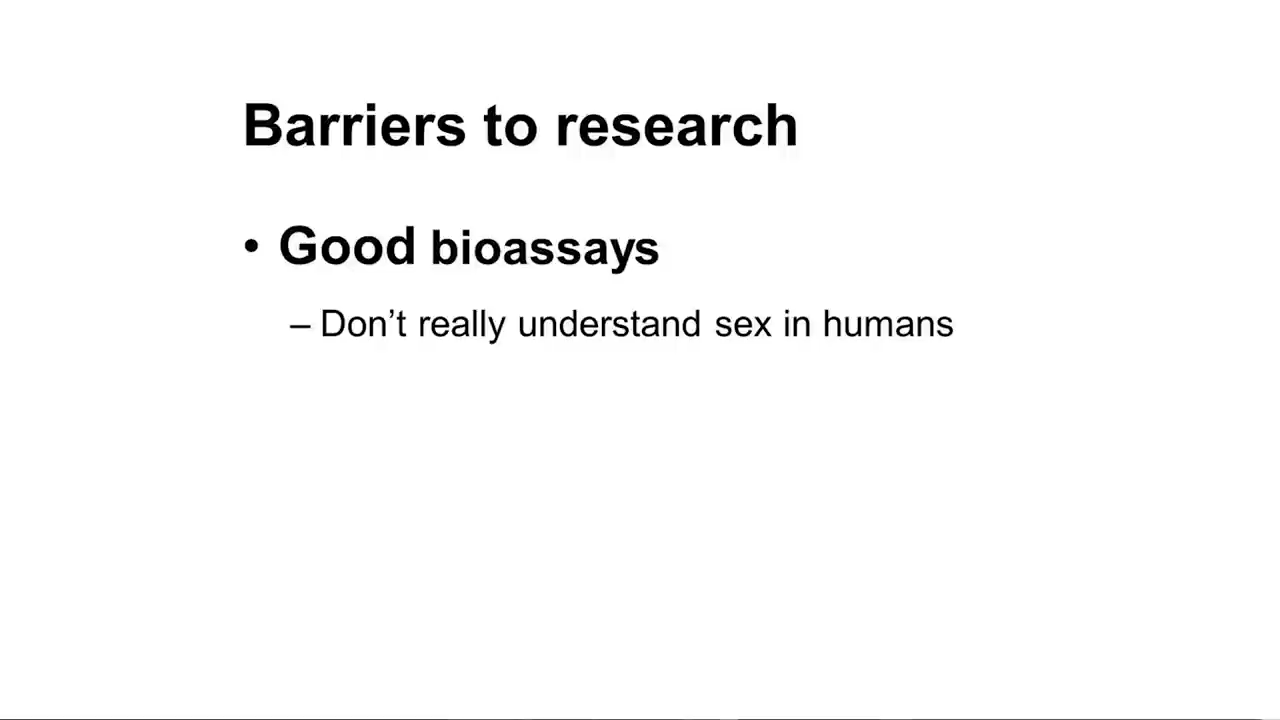 Barriers to research
• Good bioassays
– Don’t really understand sex in humans